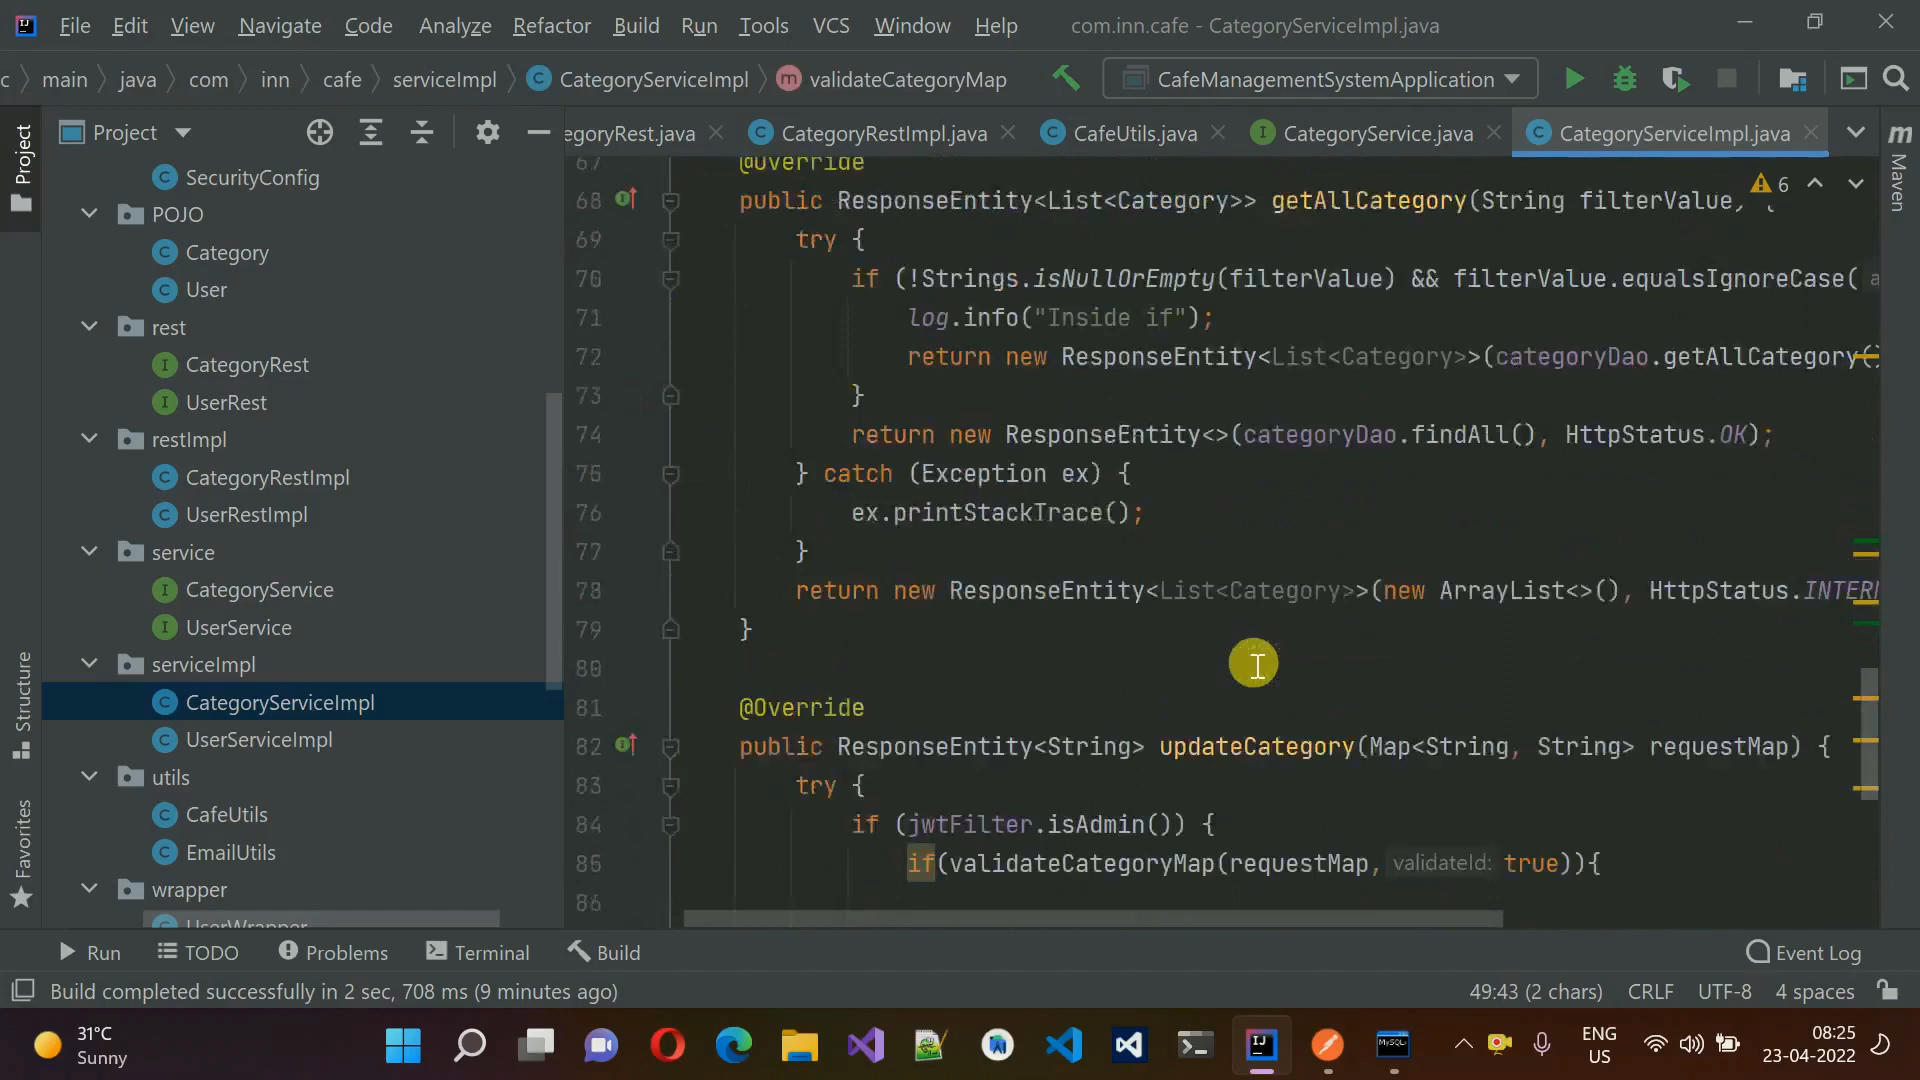 File Edit View Navigate Code Analyze Refactor Build Run Tools VCS Window Help com.inn.cafe - CategoryServiceImpl.java
c main java com inn cafe serviceImpl CategoryServiceImpl validateCategoryMap CafeManagementSystemApplication
Project
egoryRest.java CategoryRestImpl.java CafeUtils.java CategoryService.java CategoryServiceImpl.java
SecurityConfig
POJO
Category
User
rest
CategoryRest
UserRest
restImpl
CategoryRestImpl
UserRestImpl
service
CategoryService
UserService
serviceImpl
CategoryServiceImpl
UserServiceImpl
utils
CafeUtils
EmailUtils
wrapper
UserWrapper
Project
Structure
Favorites
6
67 @Override
68 public ResponseEntity<List<Category>> getAllCategory(String filterValue) {
69 try {
70 if (!Strings.isNullOrEmpty(filterValue) && filterValue.equalsIgnoreCase( a
71 log.info("Inside if");
72 return new ResponseEntity<List<Category>>(categoryDao.getAllCategory()
73 }
74 return new ResponseEntity<>(categoryDao.findAll(), HttpStatus.OK);
75 } catch (Exception ex) {
76 ex.printStackTrace();
77 }
78 return new ResponseEntity<List<Category>>(new ArrayList<>(), HttpStatus.INTERN
79 }
80
81 @Override
82 public ResponseEntity<String> updateCategory(Map<String, String> requestMap) {
83 try {
84 if (jwtFilter.isAdmin()) {
85 if(validateCategoryMap(requestMap, validateId: true)){
86
m Maven
Run TODO Problems Terminal Build Event Log
Build completed successfully in 2 sec, 708 ms (9 minutes ago) 49:43 (2 chars) CRLF UTF-8 4 spaces
31°C
Sunny
IJ
MySQL
ENG
US
08:25
23-04-2022